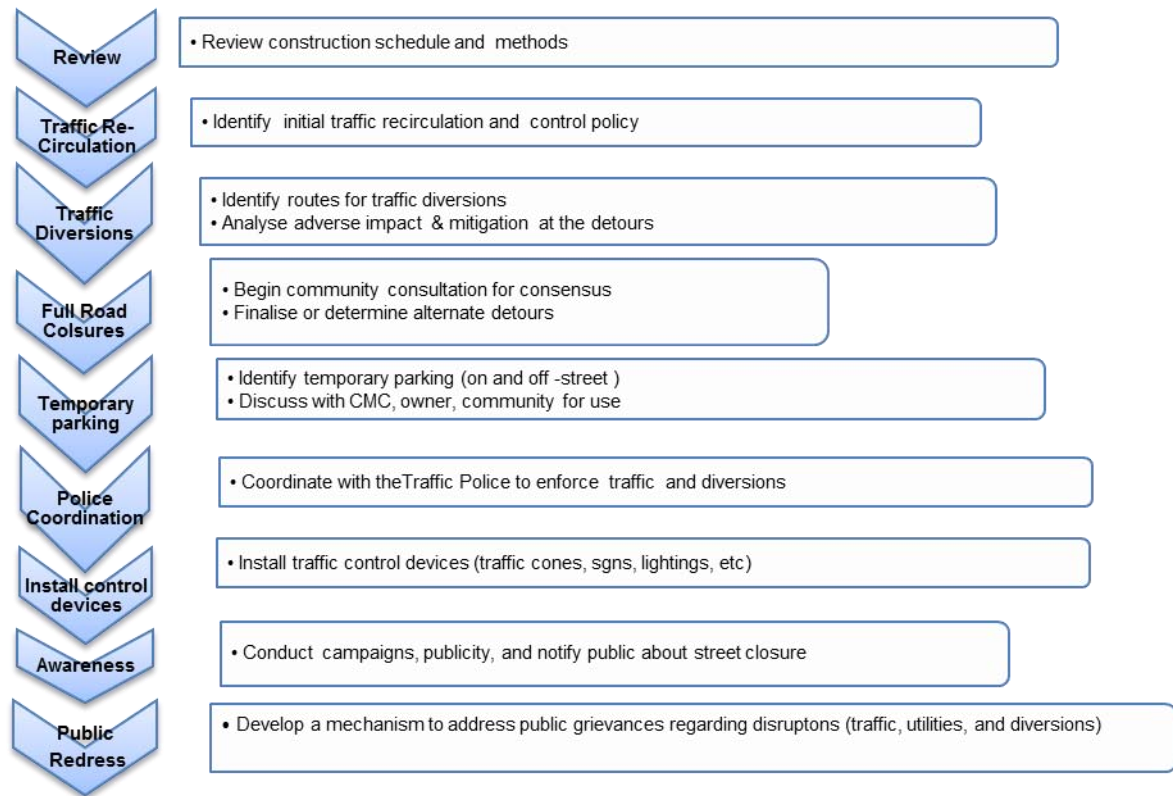 Review
• Review construction schedule and methods
Traffic Re-
Circulation
• Identify initial traffic recirculation and control policy
Traffic
Diversions
• Identify routes for traffic diversions
• Analyse adverse impact & mitigation at the detours
Full Road
Colsures
• Begin community consultation for consensus
• Finalise or determine alternate detours
Temporary
parking
• Identify temporary parking (on and off -street )
• Discuss with CMC, owner, community for use
Police
Coordination
• Coordinate with theTraffic Police to enforce traffic and diversions
Install control
devices
• Install traffic control devices (traffic cones, sgns, lightings, etc)
Awareness
• Conduct campaigns, publicity, and notify public about street closure
Public
Redress
• Develop a mechanism to address public grievances regarding disruptons (traffic, utilities, and diversions)